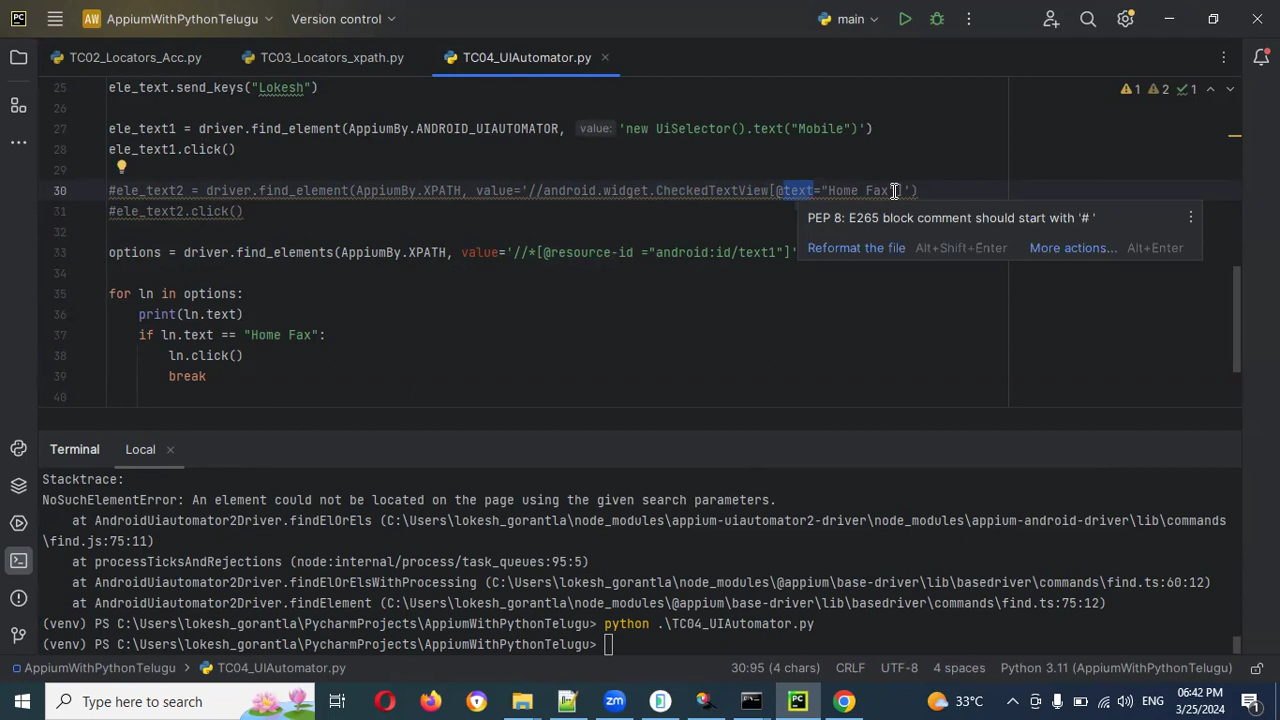 PC
AW AppiumWithPythonTelugu
Version control
main
TC02_Locators_Acc.py
TC03_Locators_xpath.py
TC04_UIAutomator.py
1 2 1
25 ele_text.send_keys("Lokesh")
26
27 ele_text1 = driver.find_element(AppiumBy.ANDROID_UIAUTOMATOR, value: 'new UiSelector().text("Mobile")')
28 ele_text1.click()
29
30 #ele_text2 = driver.find_element(AppiumBy.XPATH, value='//android.widget.CheckedTextView[@text="Home Fax"]')
31 #ele_text2.click()
PEP 8: E265 block comment should start with '# '
Reformat the file Alt+Shift+Enter More actions... Alt+Enter
32
33 options = driver.find_elements(AppiumBy.XPATH, value='//*[@resource-id ="android:id/text1"]'
34
35 for ln in options:
36 print(ln.text)
37 if ln.text == "Home Fax":
38 ln.click()
39 break
40
Terminal
Local
Stacktrace:
NoSuchElementError: An element could not be located on the page using the given search parameters.
at AndroidUiautomator2Driver.findElOrEls (C:\Users\lokesh_gorantla\node_modules\appium-uiautomator2-driver\node_modules\appium-android-driver\lib\commands
\find.js:75:11)
at processTicksAndRejections (node:internal/process/task_queues:95:5)
at AndroidUiautomator2Driver.findElOrElsWithProcessing (C:\Users\lokesh_gorantla\node_modules\@appium\base-driver\lib\basedriver\commands\find.ts:60:12)
at AndroidUiautomator2Driver.findElement (C:\Users\lokesh_gorantla\node_modules\@appium\base-driver\lib\basedriver\commands\find.ts:75:12)
(venv) PS C:\Users\lokesh_gorantla\PycharmProjects\AppiumWithPythonTelugu> python .\TC04_UIAutomator.py
(venv) PS C:\Users\lokesh_gorantla\PycharmProjects\AppiumWithPythonTelugu>
AppiumWithPythonTelugu
TC04_UIAutomator.py
30:95 (4 chars)
CRLF
UTF-8
4 spaces
Python 3.11 (AppiumWithPythonTelugu)
Type here to search
zm
PC
33°C
ENG
06:42 PM
3/25/2024
1